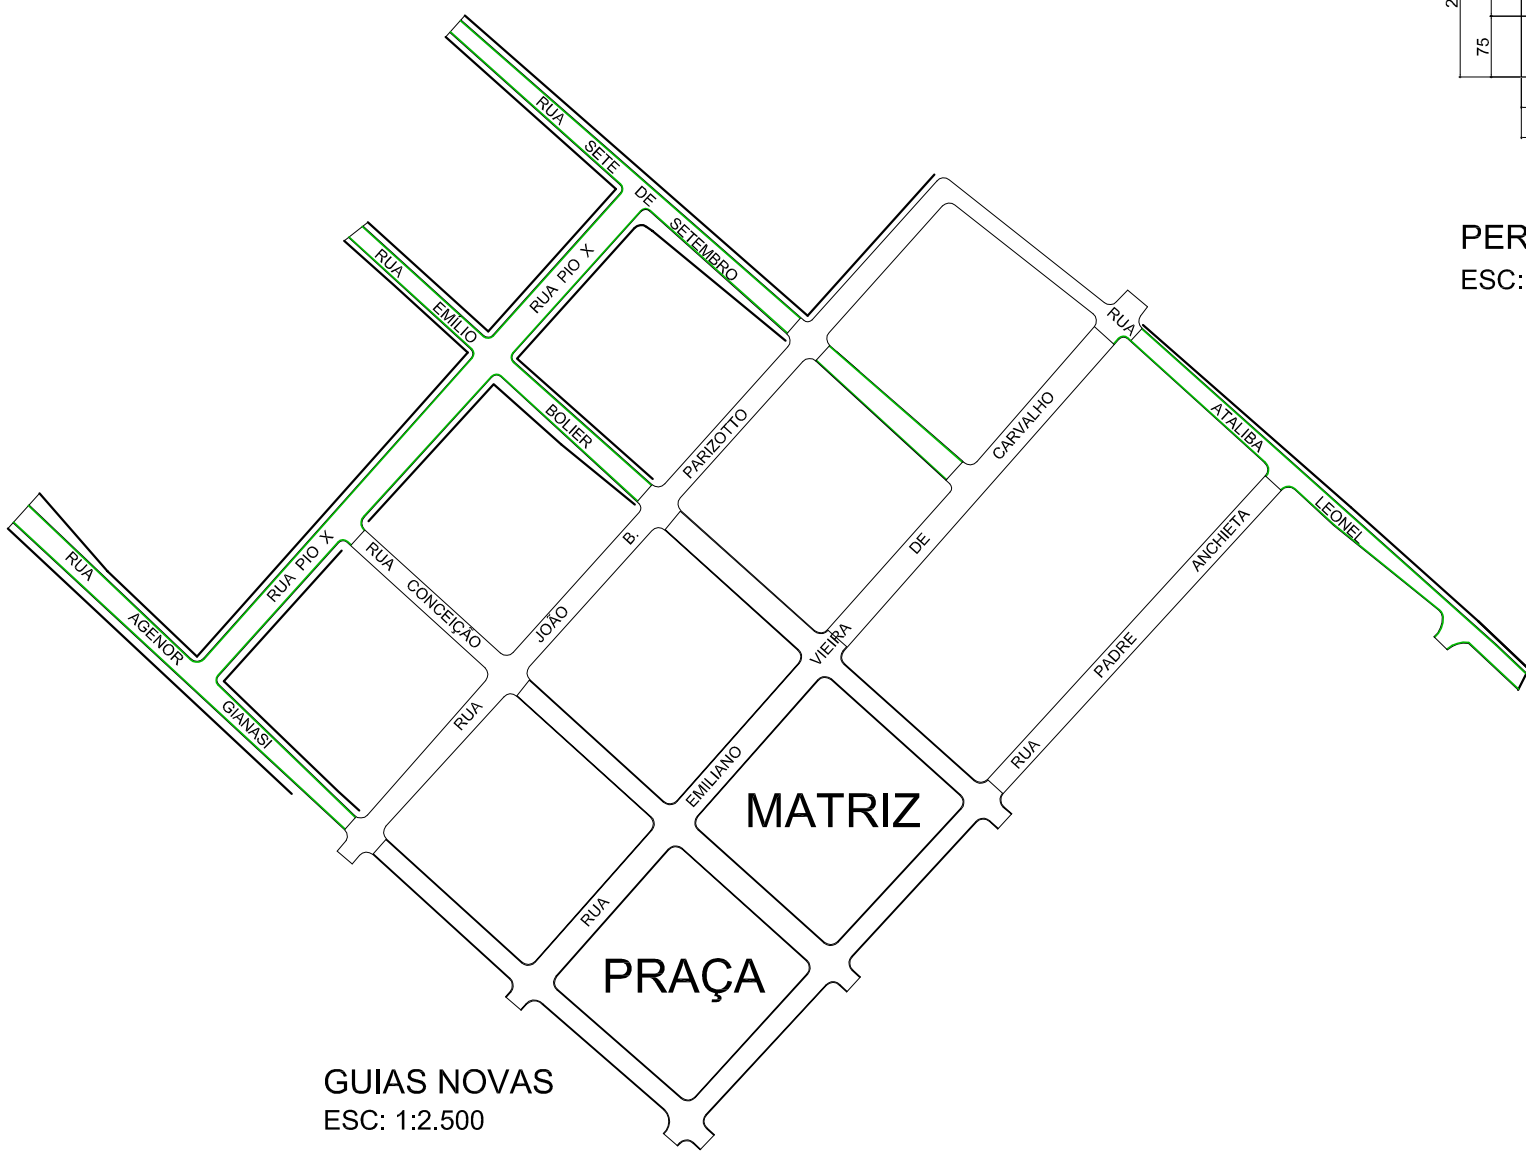 2
75
PER
ESC:
RUA SETE DE SETEMBRO
RUA EMÍLIO BOLIER
RUA PIO X
RUA PIO X
RUA AGENOR GIANASI
RUA CONCEIÇÃO
RUA JOÃO B. PARIZOTTO
RUA EMILIANO VIEIRA DE CARVALHO
RUA ATALIBA LEONEL
RUA PADRE ANCHIETA
MATRIZ
PRAÇA
GUIAS NOVAS
ESC: 1:2.500